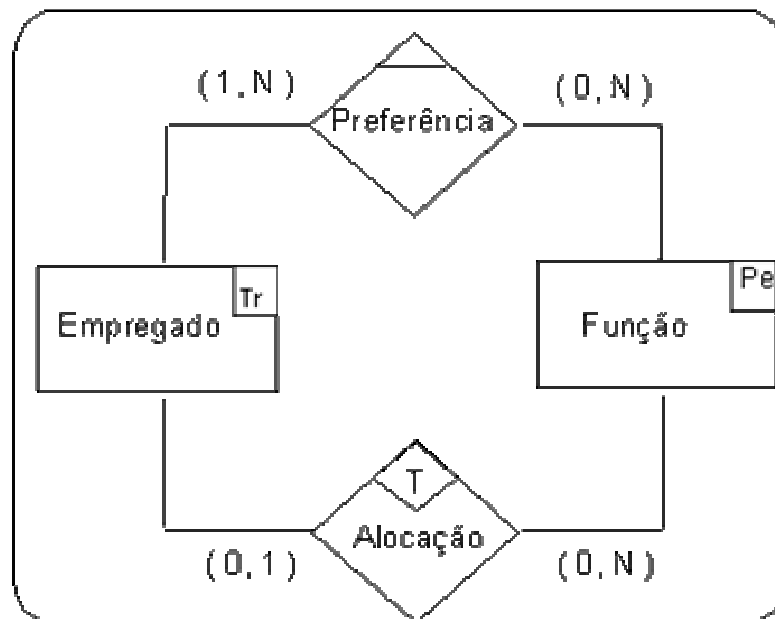 (1,N)
(0,N)
Preferência
Tr
Pe
Empregado
Função
T
Alocação
(0,1)
(0,N)